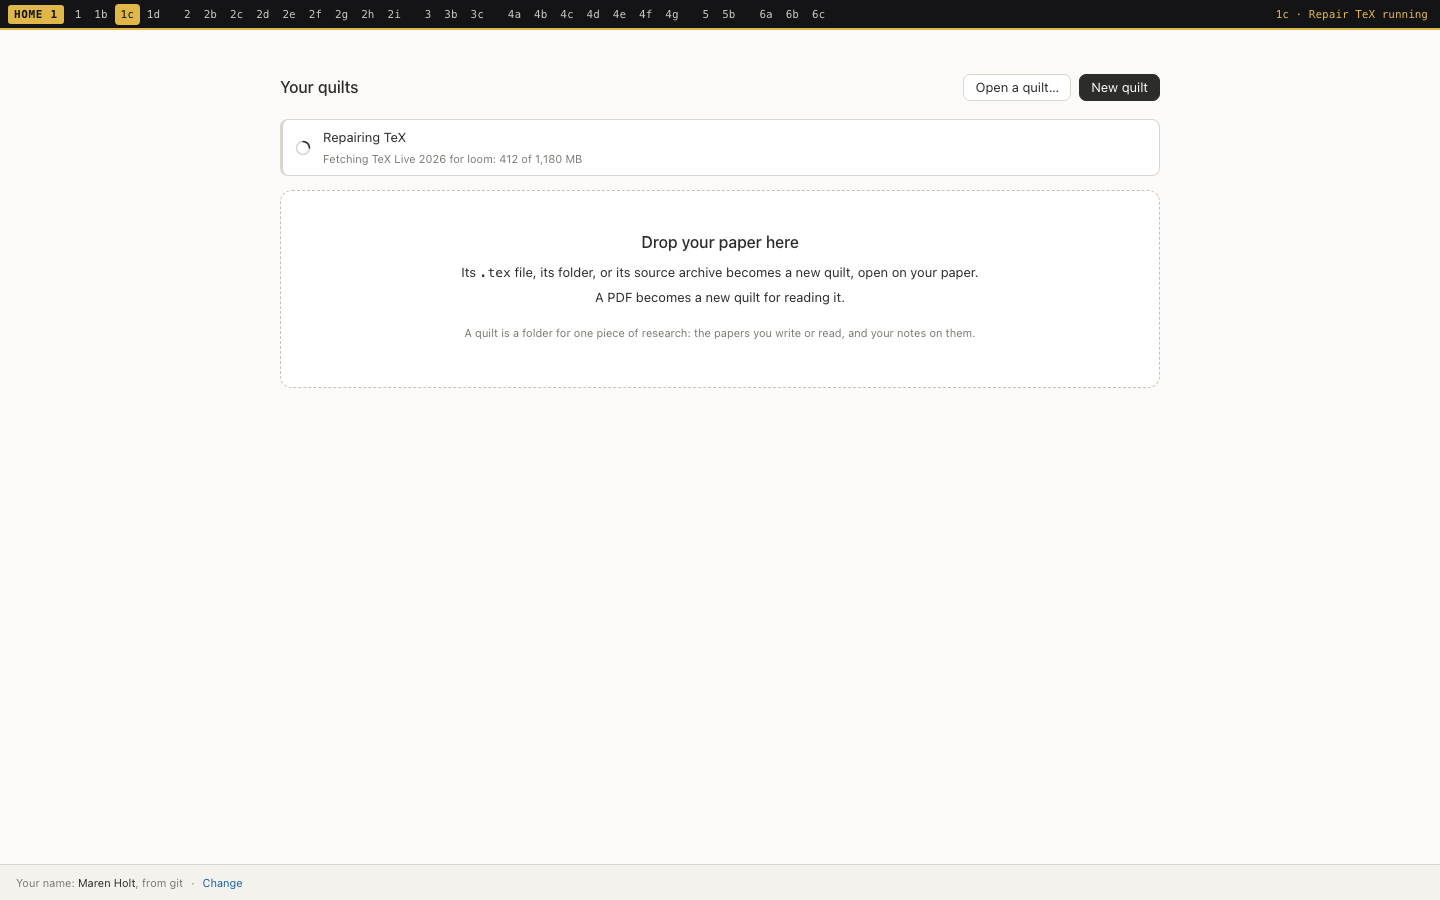 HOME 1 1 1b 1c 1d 2 2b 2c 2d 2e 2f 2g 2h 2i 3 3b 3c 4a 4b 4c 4d 4e 4f 4g 5 5b 6a 6b 6c 1c · Repair TeX running
Your quilts Open a quilt... New quilt
Repairing TeX
Fetching TeX Live 2026 for loom: 412 of 1,180 MB
Drop your paper here
Its .tex file, its folder, or its source archive becomes a new quilt, open on your paper.
A PDF becomes a new quilt for reading it.
A quilt is a folder for one piece of research: the papers you write or read, and your notes on them.
Your name: Maren Holt, from git · Change